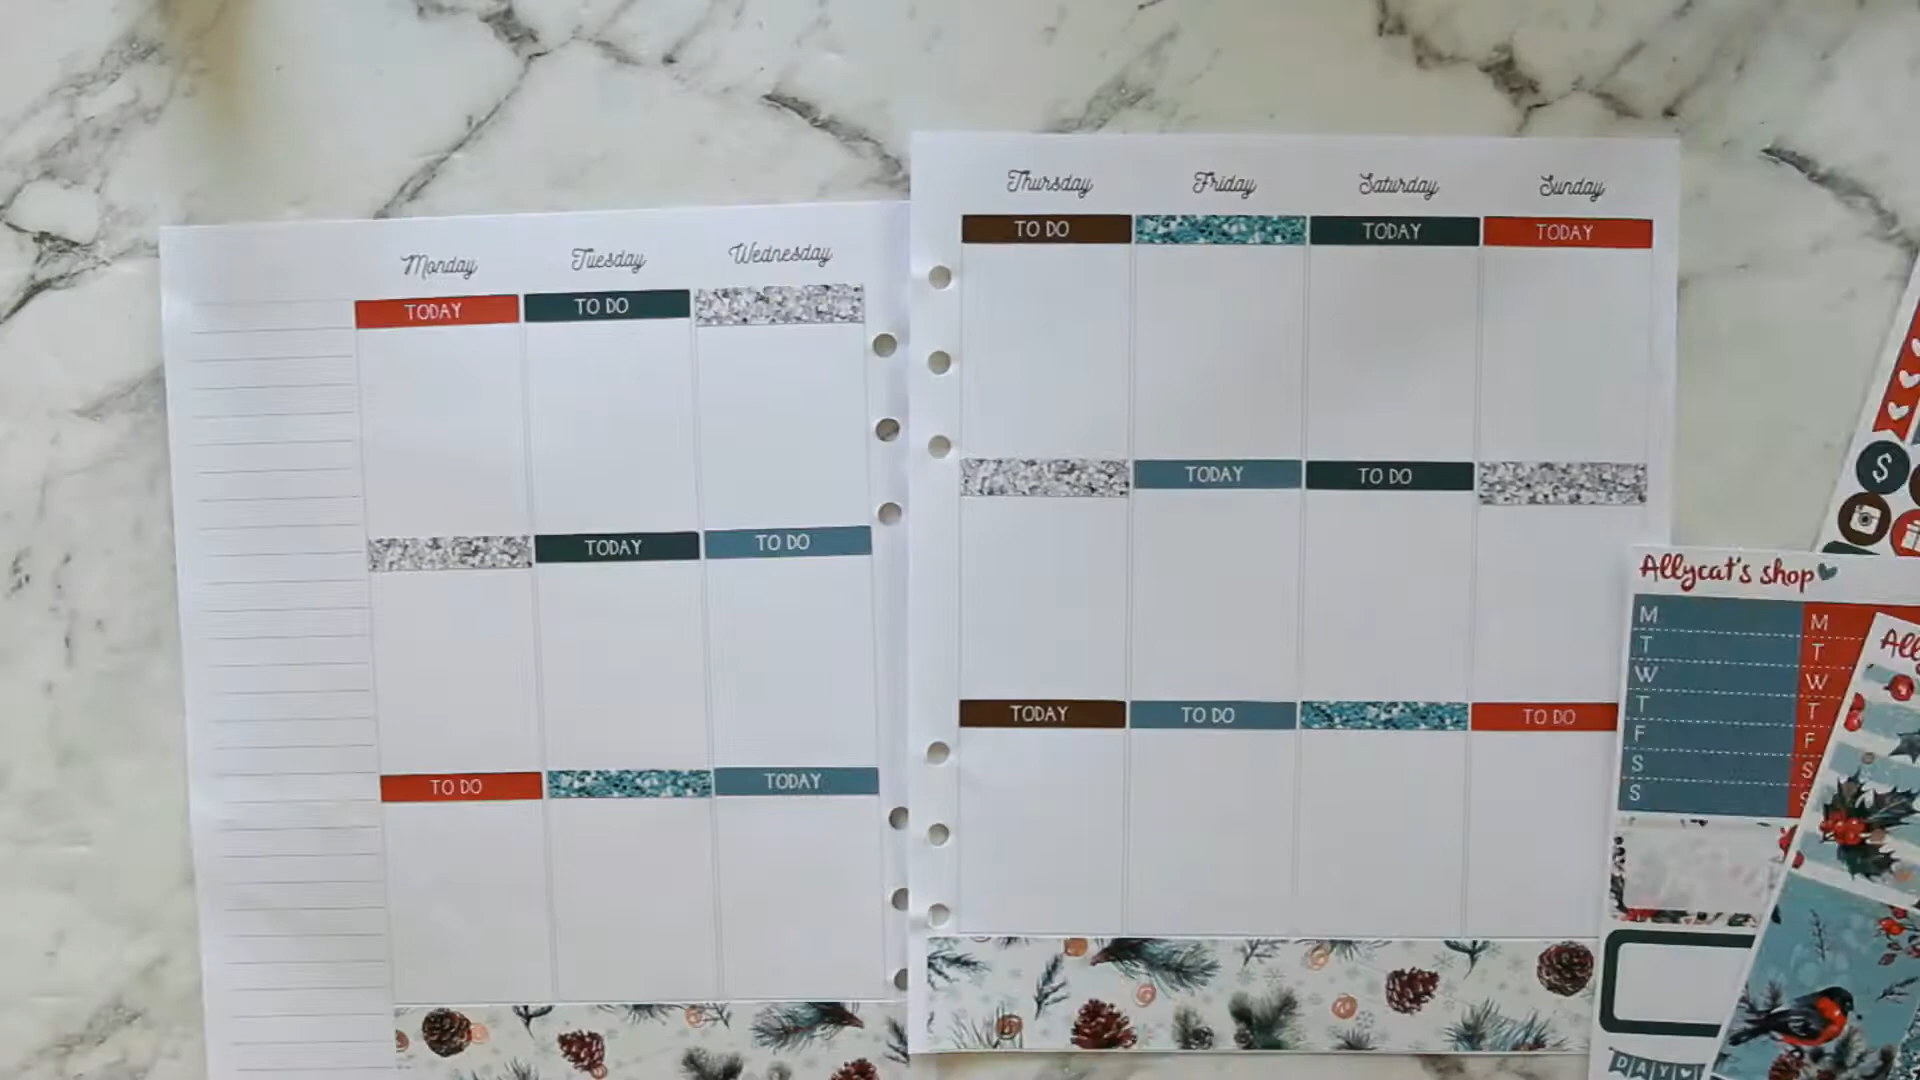 Monday Tuesday Wednesday
TODAY TO DO
TODAY TO DO
TO DO TODAY
Thursday Friday Saturday Sunday
TO DO TODAY TODAY
TODAY TO DO
TODAY TO DO TO DO
$
Allycat's shop
M M
T T
W W
T T
F F
S S
S
DAY